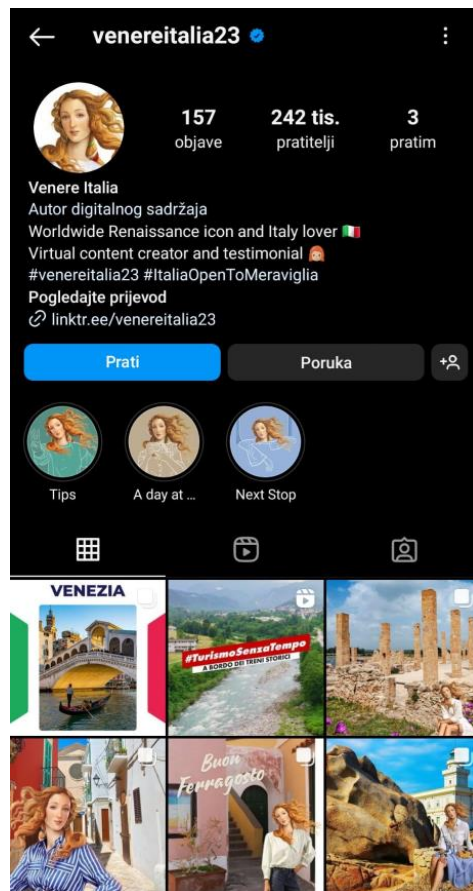 venereitalia23
157
objave
242 tis.
pratitelji
3
pratim
Venere Italia
Autor digitalnog sadržaja
Worldwide Renaissance icon and Italy lover 🇮🇹
Virtual content creator and testimonial 👩🏼‍🦰
#venereitalia23 #ItaliaOpenToMeraviglia
Pogledajte prijevod
linktr.ee/venereitalia23
Prati
Poruka
Tips
A day at ...
Next Stop
VENEZIA
#TurismoSenzaTempo
A BORDO DEI TRENI STORICI
Buon
Ferragosto